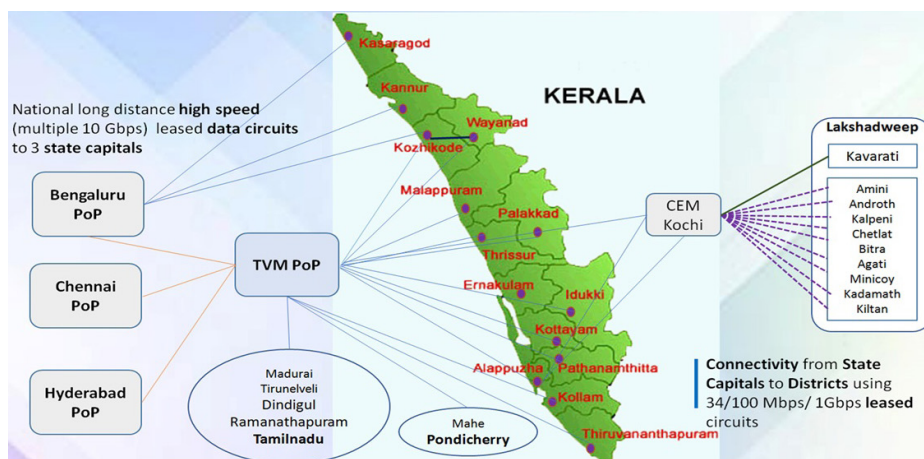 National long distance high speed
(multiple 10 Gbps) leased data circuits
to 3 state capitals
Bengaluru
PoP
Chennai
PoP
Hyderabad
PoP
TVM PoP
Madurai
Tirunelveli
Dindigul
Ramanathapuram
Tamilnadu
Mahe
Pondicherry
KERALA
Kasaragod
Kannur
Wayanad
Kozhikode
Malappuram
Palakkad
Thrissur
Ernakulam
Idukki
Kottayam
Alappuzha
Pathanamthitta
Kollam
Thiruvananthapuram
CEM
Kochi
Lakshadweep
Kavarati
Amini
Androth
Kalpeni
Chetlat
Bitra
Agati
Minicoy
Kadamath
Kiltan
Connectivity from State
Capitals to Districts using
34/100 Mbps/ 1Gbps leased
circuits